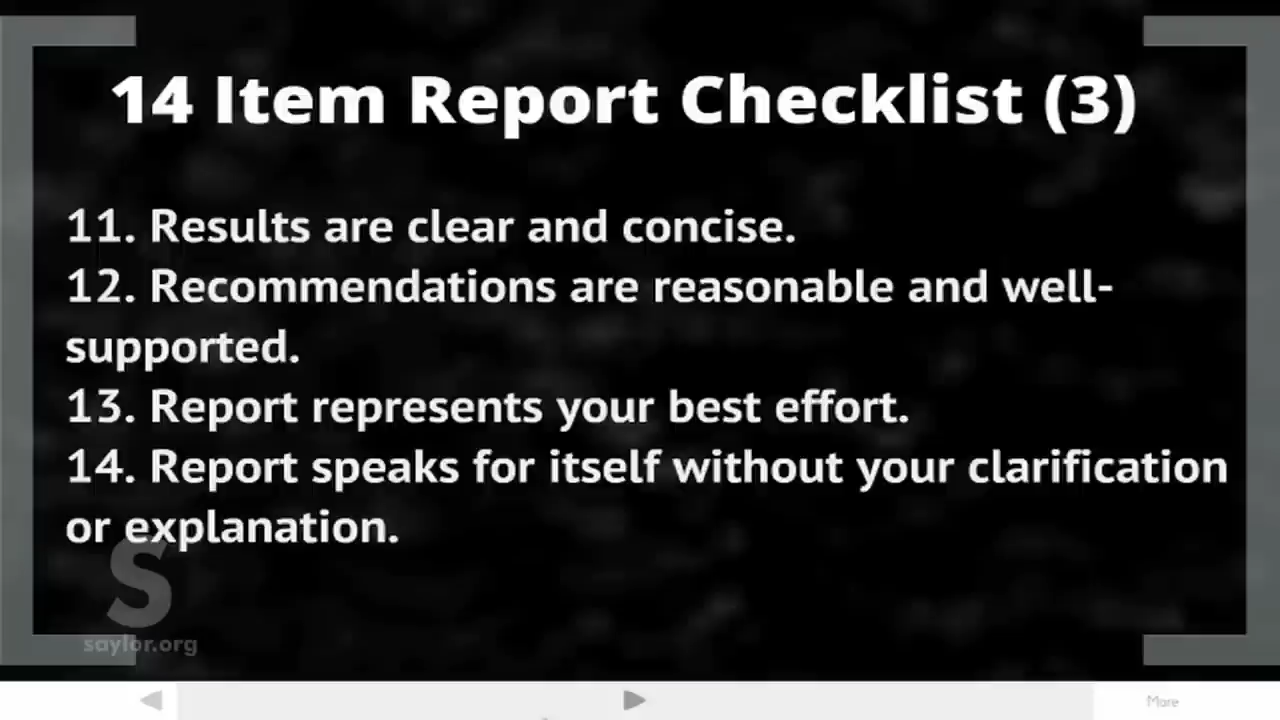 14 Item Report Checklist (3)
11. Results are clear and concise.
12. Recommendations are reasonable and well-
supported.
13. Report represents your best effort.
14. Report speaks for itself without your clarification
or explanation.
S
saylor.org
More